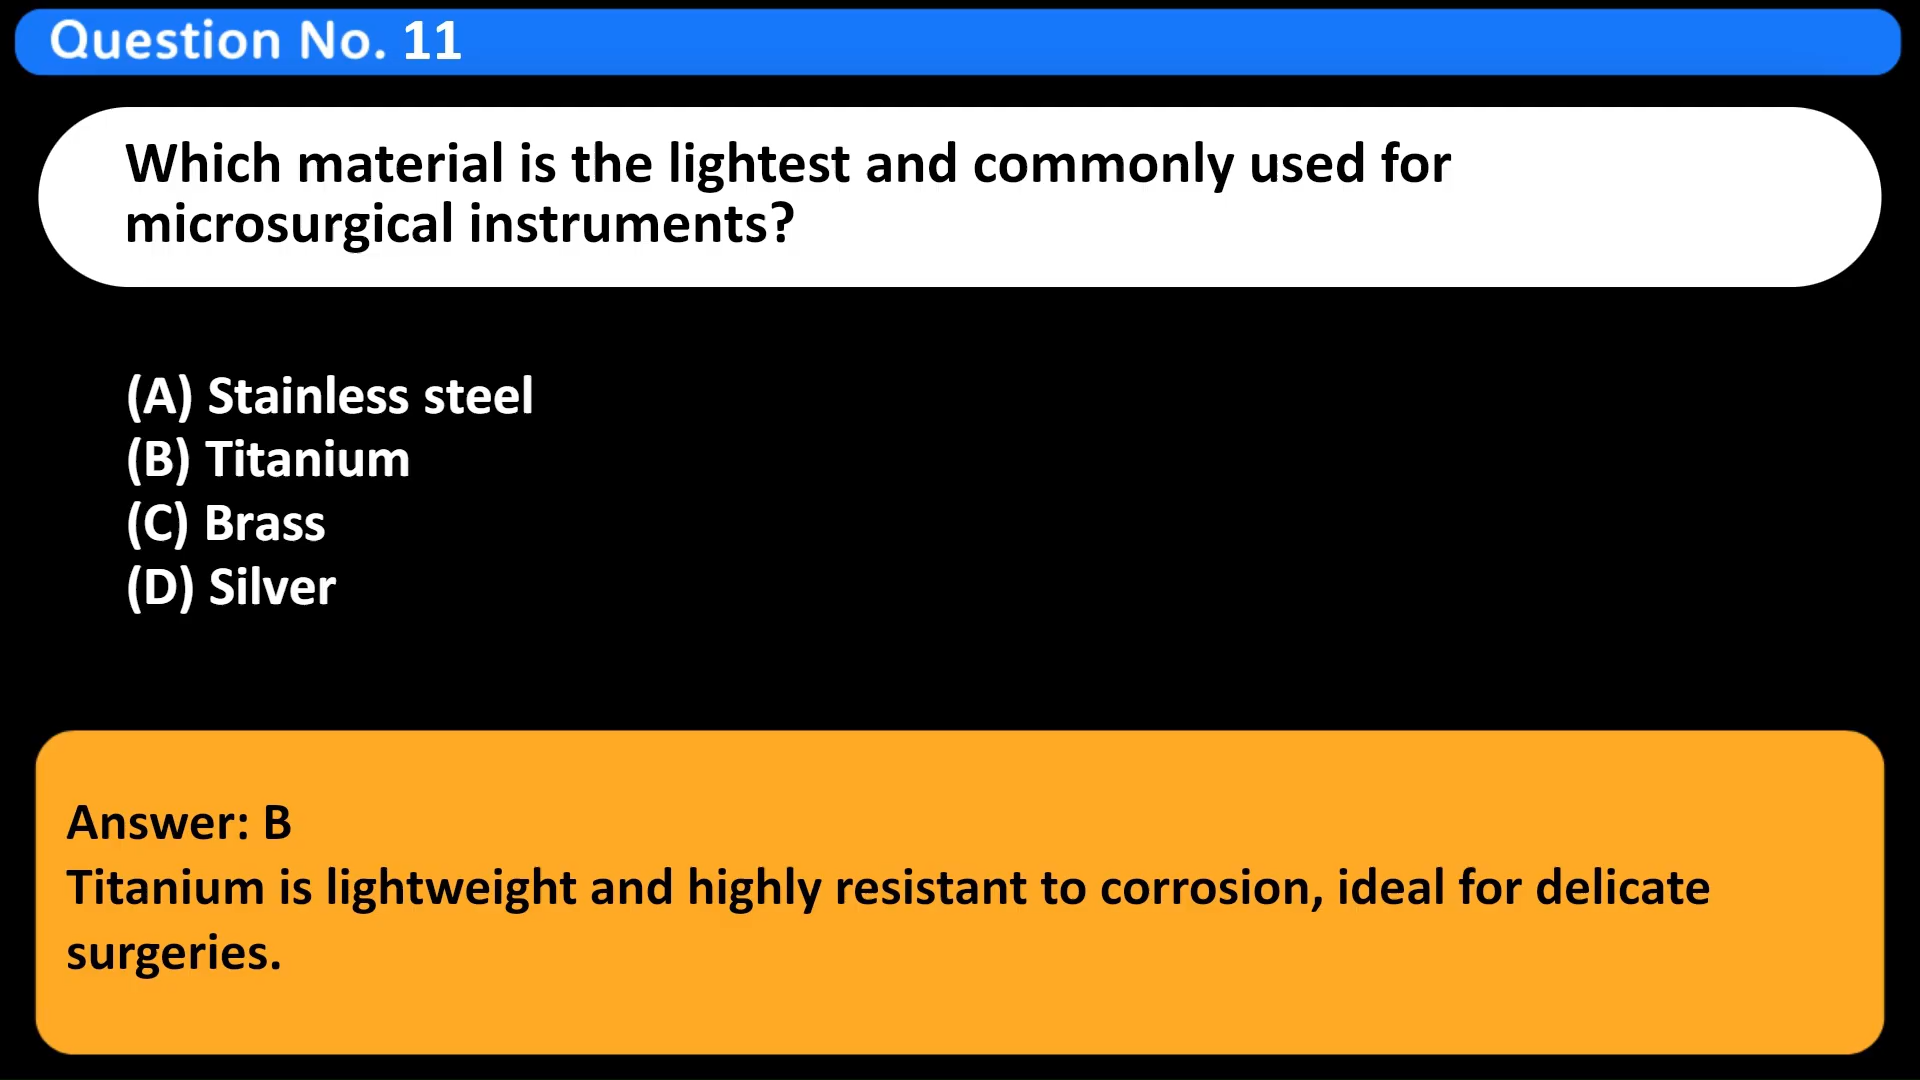 Question No. 11
Which material is the lightest and commonly used for
microsurgical instruments?
(A) Stainless steel
(B) Titanium
(C) Brass
(D) Silver
Answer: B
Titanium is lightweight and highly resistant to corrosion, ideal for delicate
surgeries.